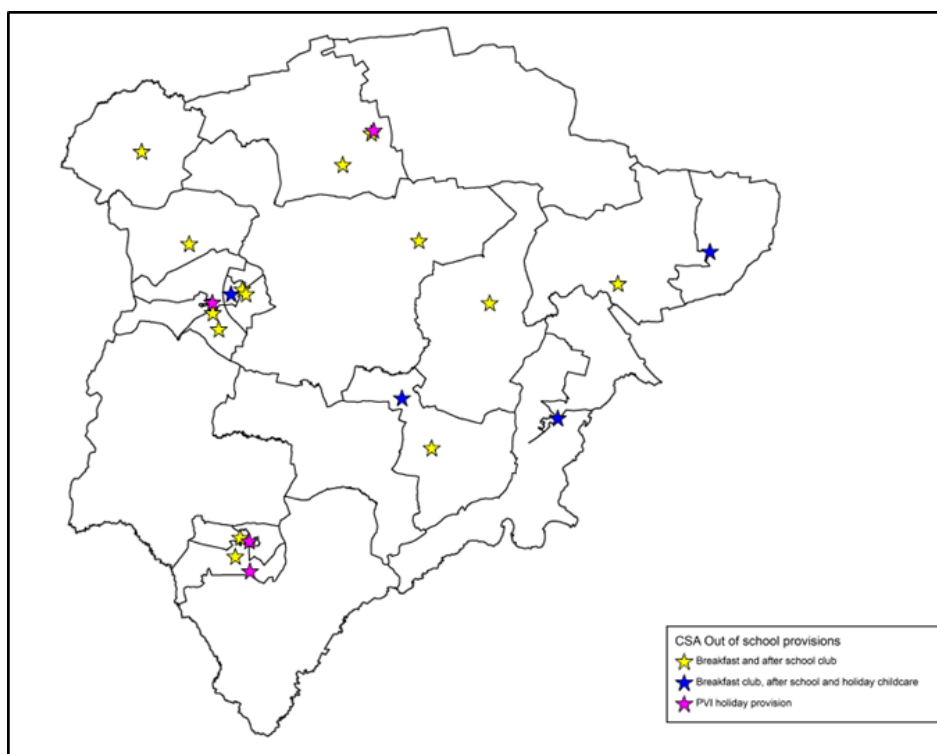 CSA Out of school provisions
Breakfast and after school club
Breakfast club, after school and holiday childcare
PVI holiday provision